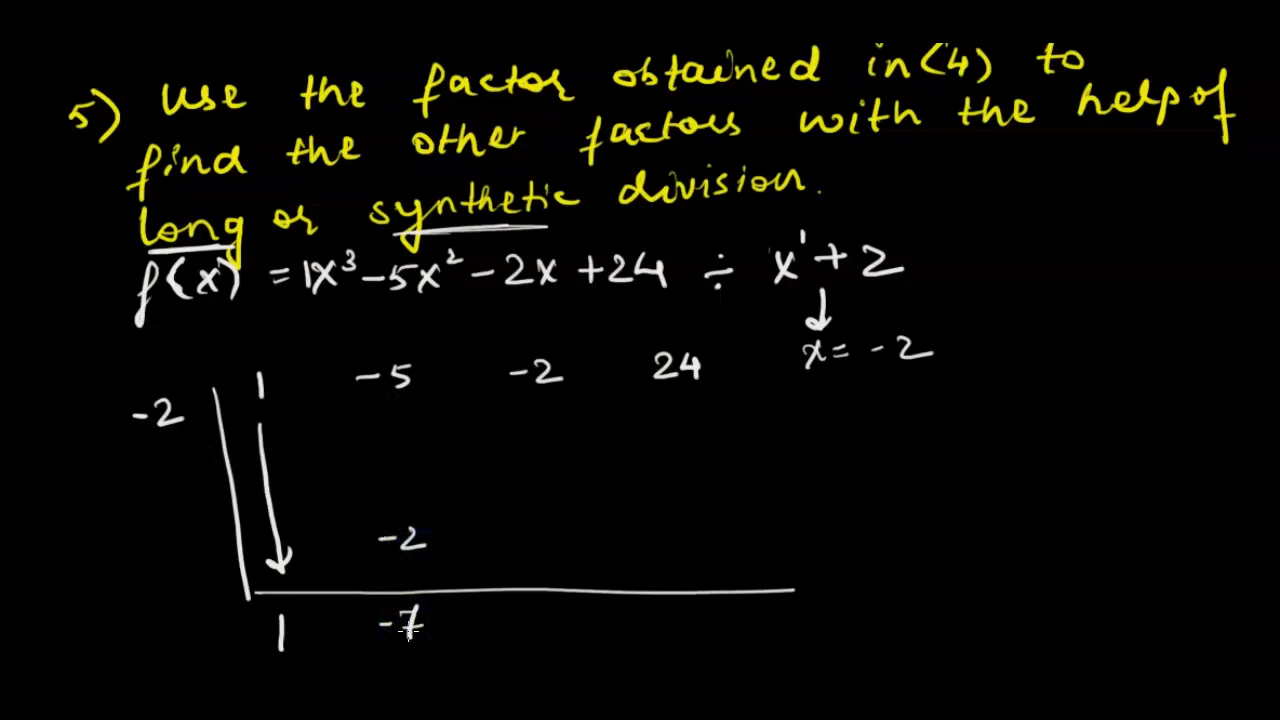 5) Use the factor obtained in (4) to
find the other factors with the help of
long or synthetic division.
f(x) = 1x³ - 5x² - 2x + 24 ÷ x¹ + 2
↓
x = -2
-2 | 1 -5 -2 24
↓
-2
1 -7